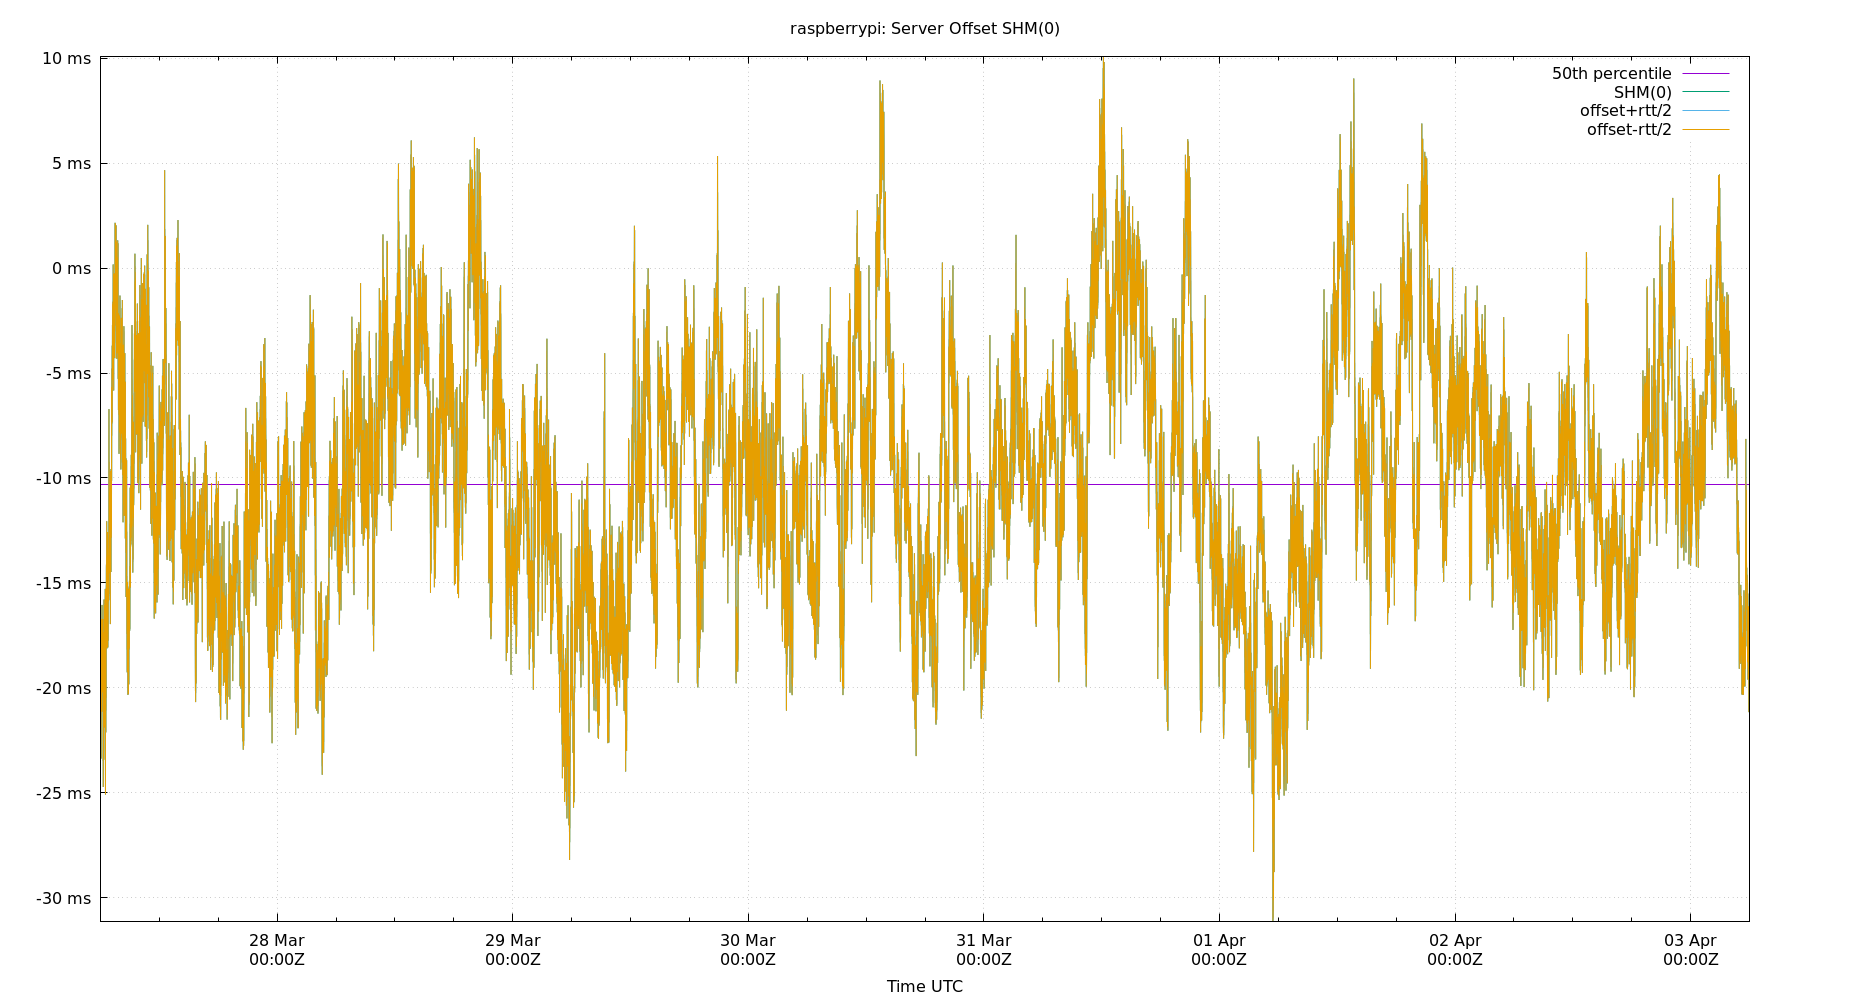 raspberrypi: Server Offset SHM(0)
10 ms
5 ms
0 ms
-5 ms
-10 ms
-15 ms
-20 ms
-25 ms
-30 ms
50th percentile
SHM(0)
offset+rtt/2
offset-rtt/2
28 Mar 29 Mar 30 Mar 31 Mar 01 Apr 02 Apr 03 Apr
00:00Z 00:00Z 00:00Z 00:00Z 00:00Z 00:00Z 00:00Z
Time UTC